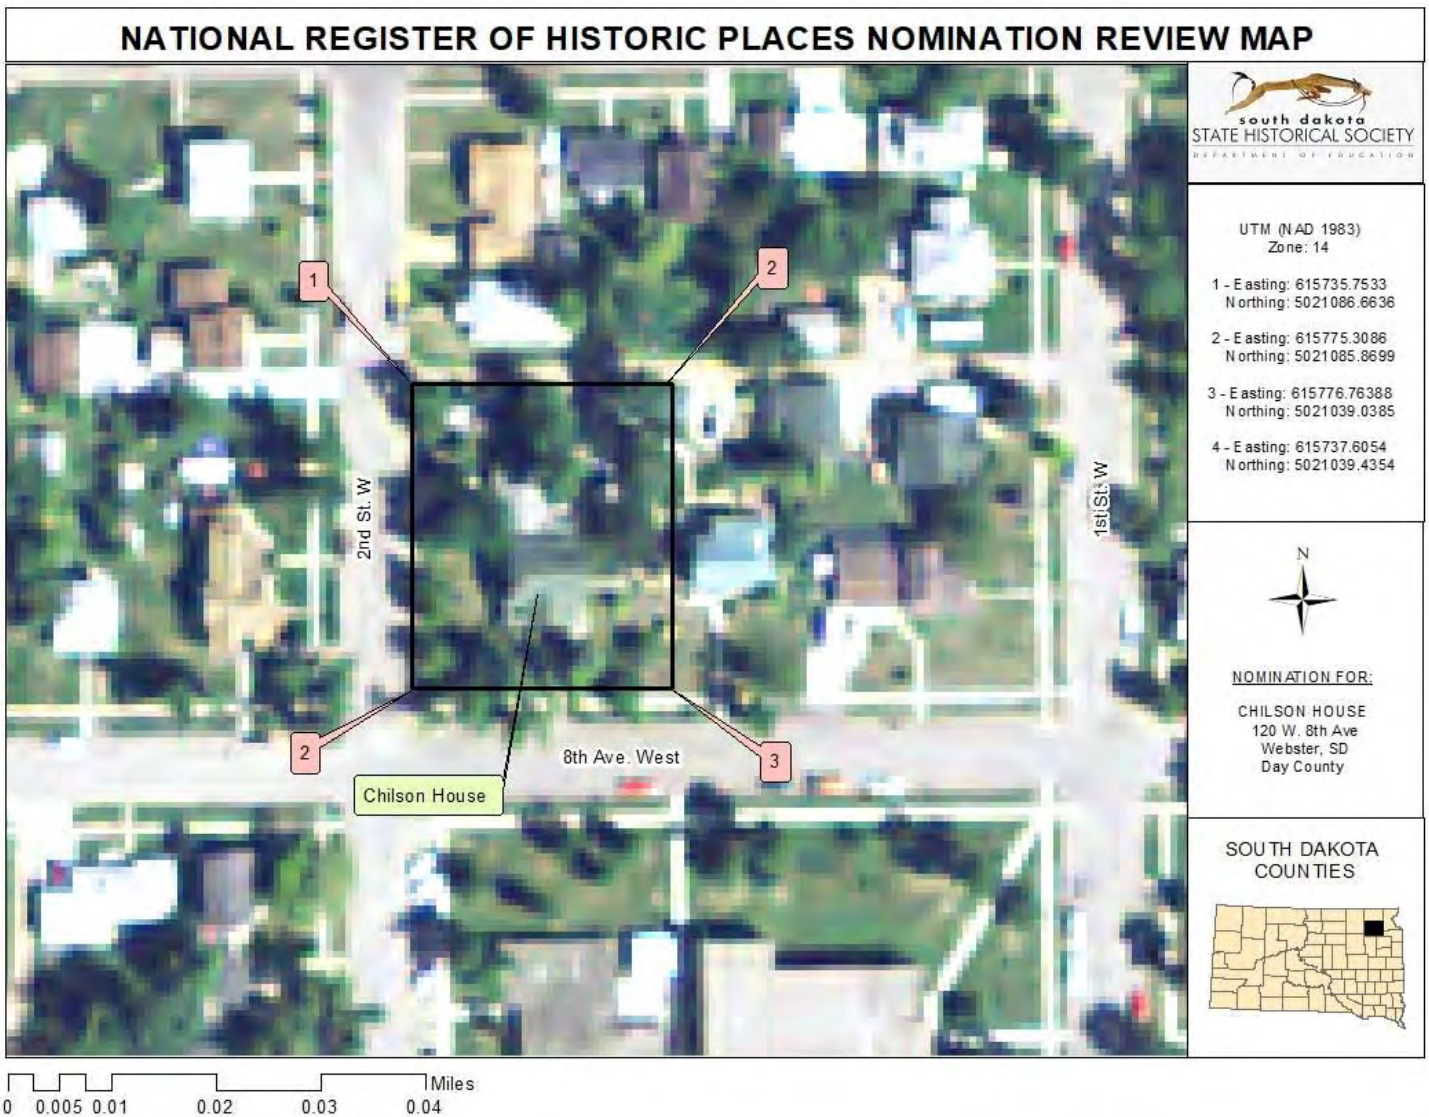 NATIONAL REGISTER OF HISTORIC PLACES NOMINATION REVIEW MAP
south dakota
STATE HISTORICAL SOCIETY
DEPARTMENT OF EDUCATION
UTM (NAD 1983)
Zone: 14
1 - Easting: 615735.7533
Northing: 5021086.6636
2 - Easting: 615775.3086
Northing: 5021085.8699
3 - Easting: 615776.76388
Northing: 5021039.0385
4 - Easting: 615737.6054
Northing: 5021039.4354
1
2
2nd St. W
1st St. W
2
3
8th Ave. West
Chilson House
N
NOMINATION FOR:
CHILSON HOUSE
120 W. 8th Ave
Webster, SD
Day County
SOUTH DAKOTA
COUNTIES
Miles
0 0.005 0.01 0.02 0.03 0.04